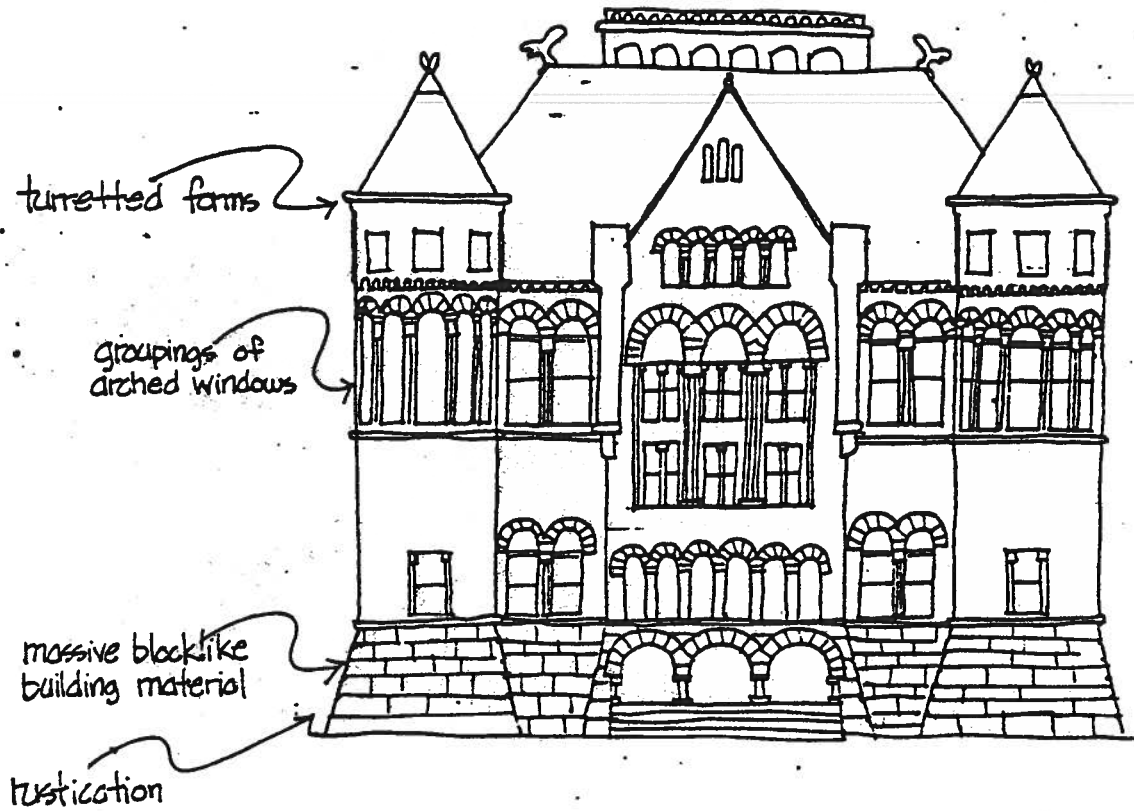 turretted forms
groupings of
arched windows
massive blocklike
building material
rustication